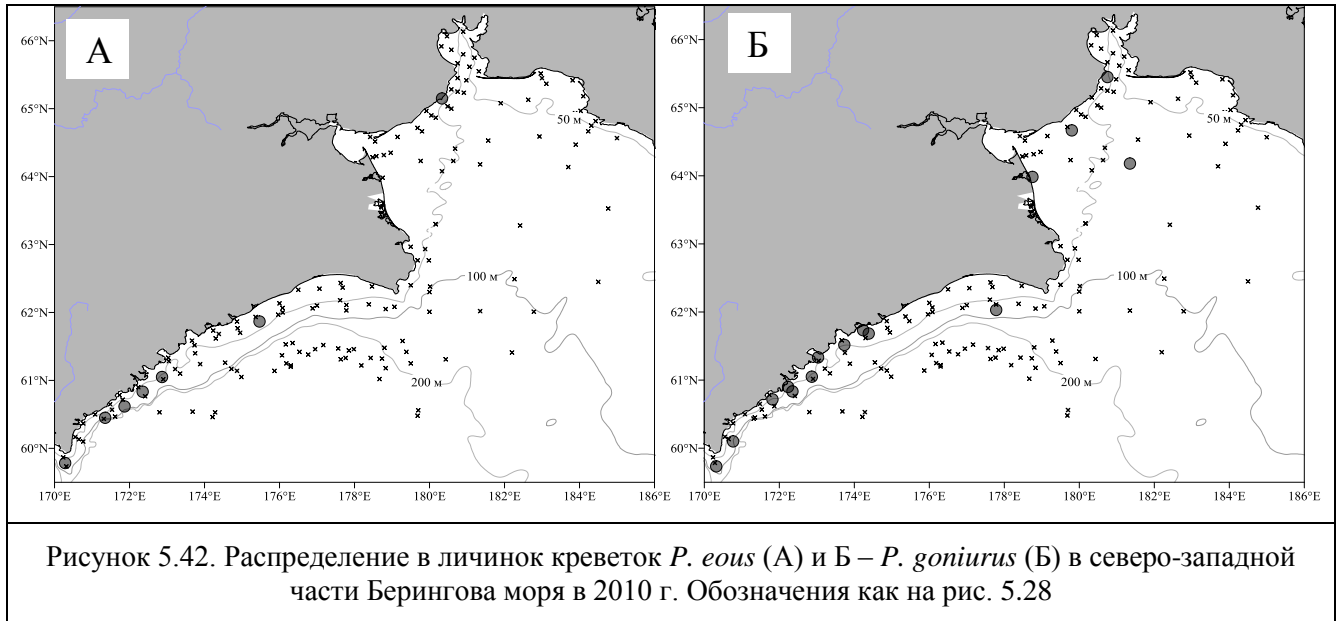 А
Б
66°N
65°N
64°N
63°N
62°N
61°N
60°N
50 м
100 м
200 м
170°E 172°E 174°E 176°E 178°E 180°E 182°E 184°E 186°E
66°N
65°N
64°N
63°N
62°N
61°N
60°N
50 м
100 м
200 м
170°E 172°E 174°E 176°E 178°E 180°E 182°E 184°E 186°E
Рисунок 5.42. Распределение в личинок креветок P. eous (А) и Б – P. goniurus (Б) в северо-западной
части Берингова моря в 2010 г. Обозначения как на рис. 5.28